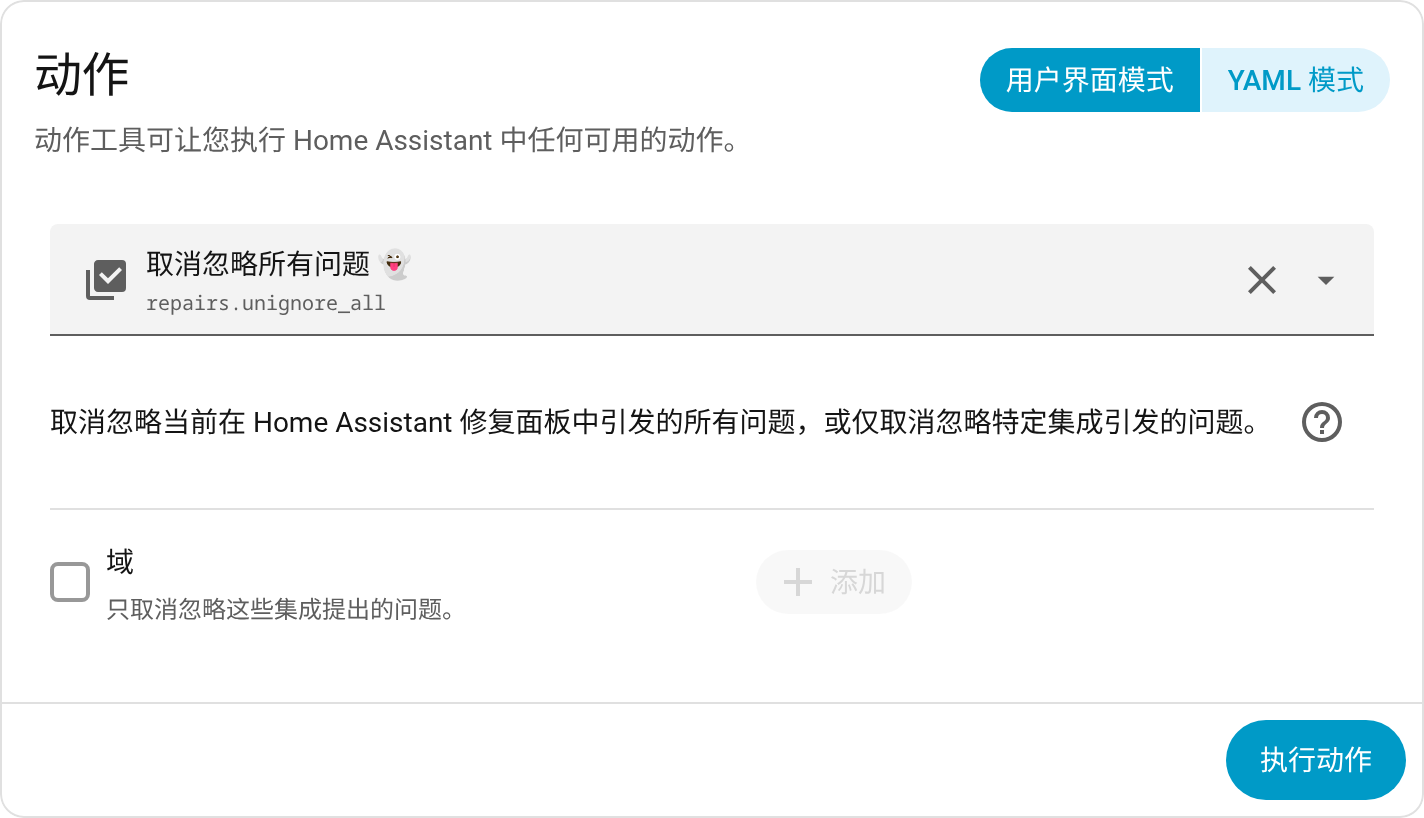 动作
用户界面模式
YAML 模式
动作工具可让您执行 Home Assistant 中任何可用的动作。
取消忽略所有问题 👻
repairs.unignore_all
取消忽略当前在 Home Assistant 修复面板中引发的所有问题，或仅取消忽略特定集成引发的问题。
域
只取消忽略这些集成提出的问题。
添加
执行动作